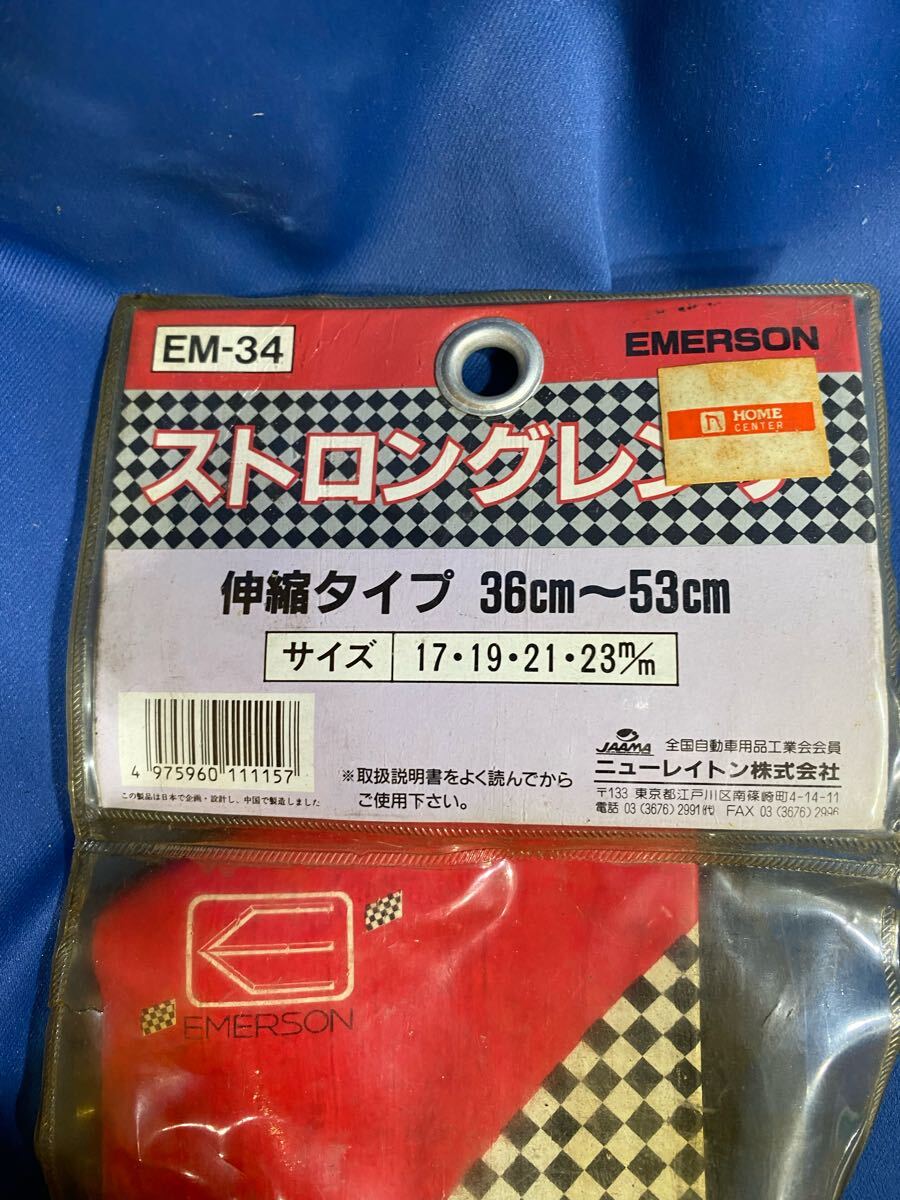 EM-34
EMERSON
HOME
CENTER
ストロングレンチ
伸縮タイプ 36cm～53cm
サイズ 17・19・21・23m/m
4 975960 111157
この製品は日本で企画・設計し、中国で製造しました
※取扱説明書をよく読んでから
ご使用下さい。
JAAMA 全国自動車用品工業会会員
ニューレイトン株式会社
〒133 東京都江戸川区南篠崎町4-14-11
電話 03(3676)2991㈹ FAX 03(3676)2996
EMERSON